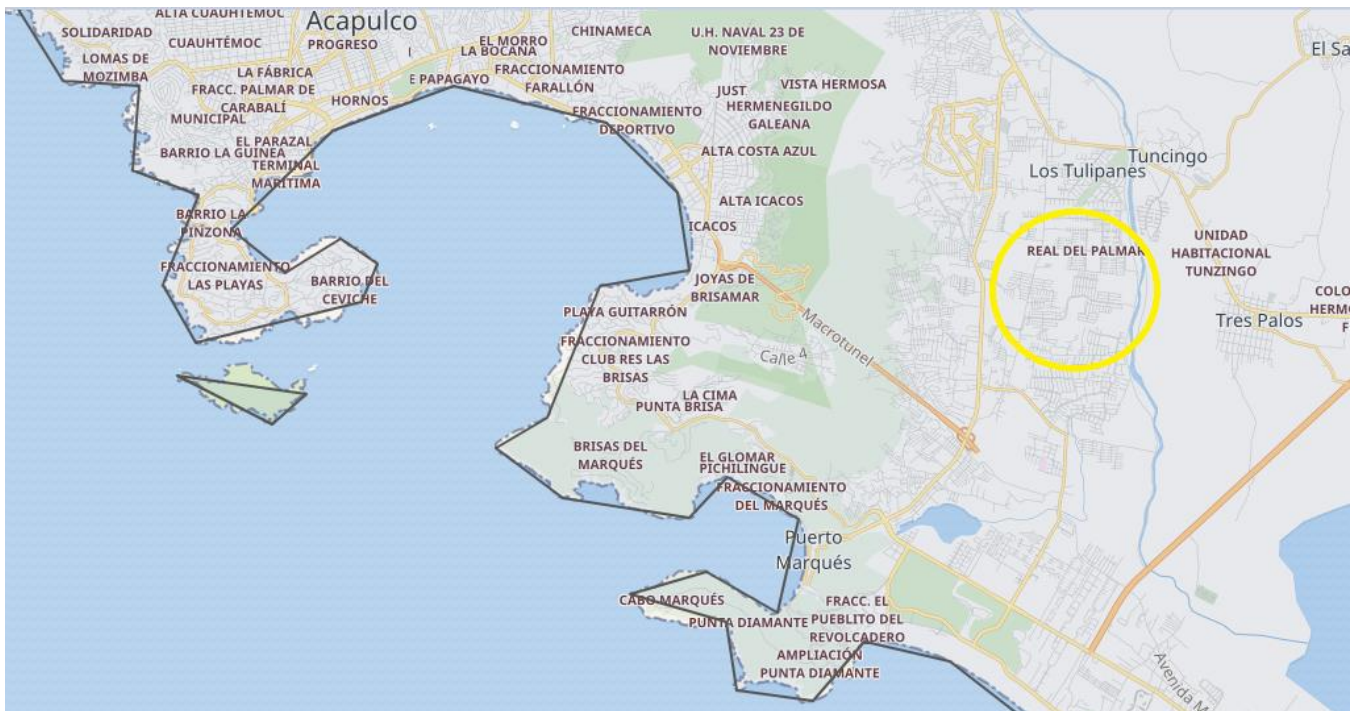 ALTA CUAUHTÉMOC
Acapulco
CHINAMECA
U.H. NAVAL 23 DE
NOVIEMBRE
SOLIDARIDAD
CUAUHTÉMOC
PROGRESO
I
EL MORRO
LA BOCANA
El Sa
LOMAS DE
MOZIMBA
LA FÁBRICA
E PAPAGAYO
FRACCIONAMIENTO
FARALLÓN
VISTA HERMOSA
FRACC. PALMAR DE
CARABALÍ
HORNOS
JUST
HERMENEGILDO
GALEANA
MUNICIPAL
FRACCIONAMIENTO
DEPORTIVO
EL PARAZAL
BARRIO LA GUINEA
TERMINAL
MARÍTIMA
ALTA COSTA AZUL
Tuncingo
Los Tulipanes
ALTA ICACOS
BARRIO LA
PINZONA
ICACOS
REAL DEL PALMAR
UNIDAD
HABITACIONAL
TUNZINGO
FRACCIONAMIENTO
LAS PLAYAS
BARRIO DEL
CEVICHE
JOYAS DE
BRISAMAR
COLO
HERMO
F
PLAYA GUITARRÓN
Macrotunel
Tres Palos
FRACCIONAMIENTO
CLUB RES LAS
BRISAS
Calle 4
LA CIMA
PUNTA BRISA
BRISAS DEL
MARQUÉS
EL GLOMAR
PICHILINGUE
FRACCIONAMIENTO
DEL MARQUÉS
Puerto
Marqués
CABO MARQUÉS
PUNTA DIAMANTE
FRACC. EL
PUEBLITO DEL
REVOLCADERO
AMPLIACIÓN
PUNTA DIAMANTE
Avenida M